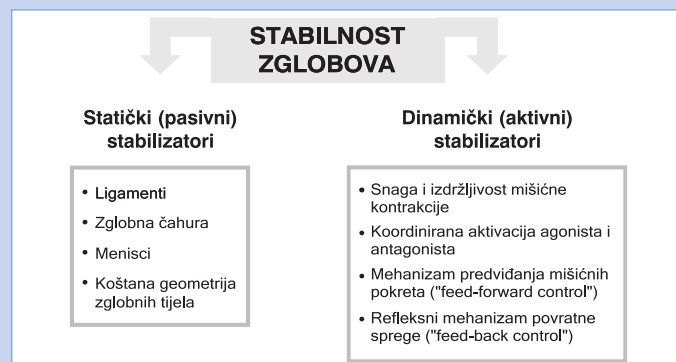 STABILNOST
ZGLOBOVA
Statički (pasivni)
stabilizatori
• Ligamenti
• Zglobna čahura
• Menisci
• Koštana geometrija
zglobnih tijela
Dinamički (aktivni)
stabilizatori
• Snaga i izdržljivost mišićne
kontrakcije
• Koordinirana aktivacija agonista i
antagonista
• Mehanizam predviđanja mišićnih
pokreta ("feed-forward control")
• Refleksni mehanizam povratne
sprege ("feed-back control")